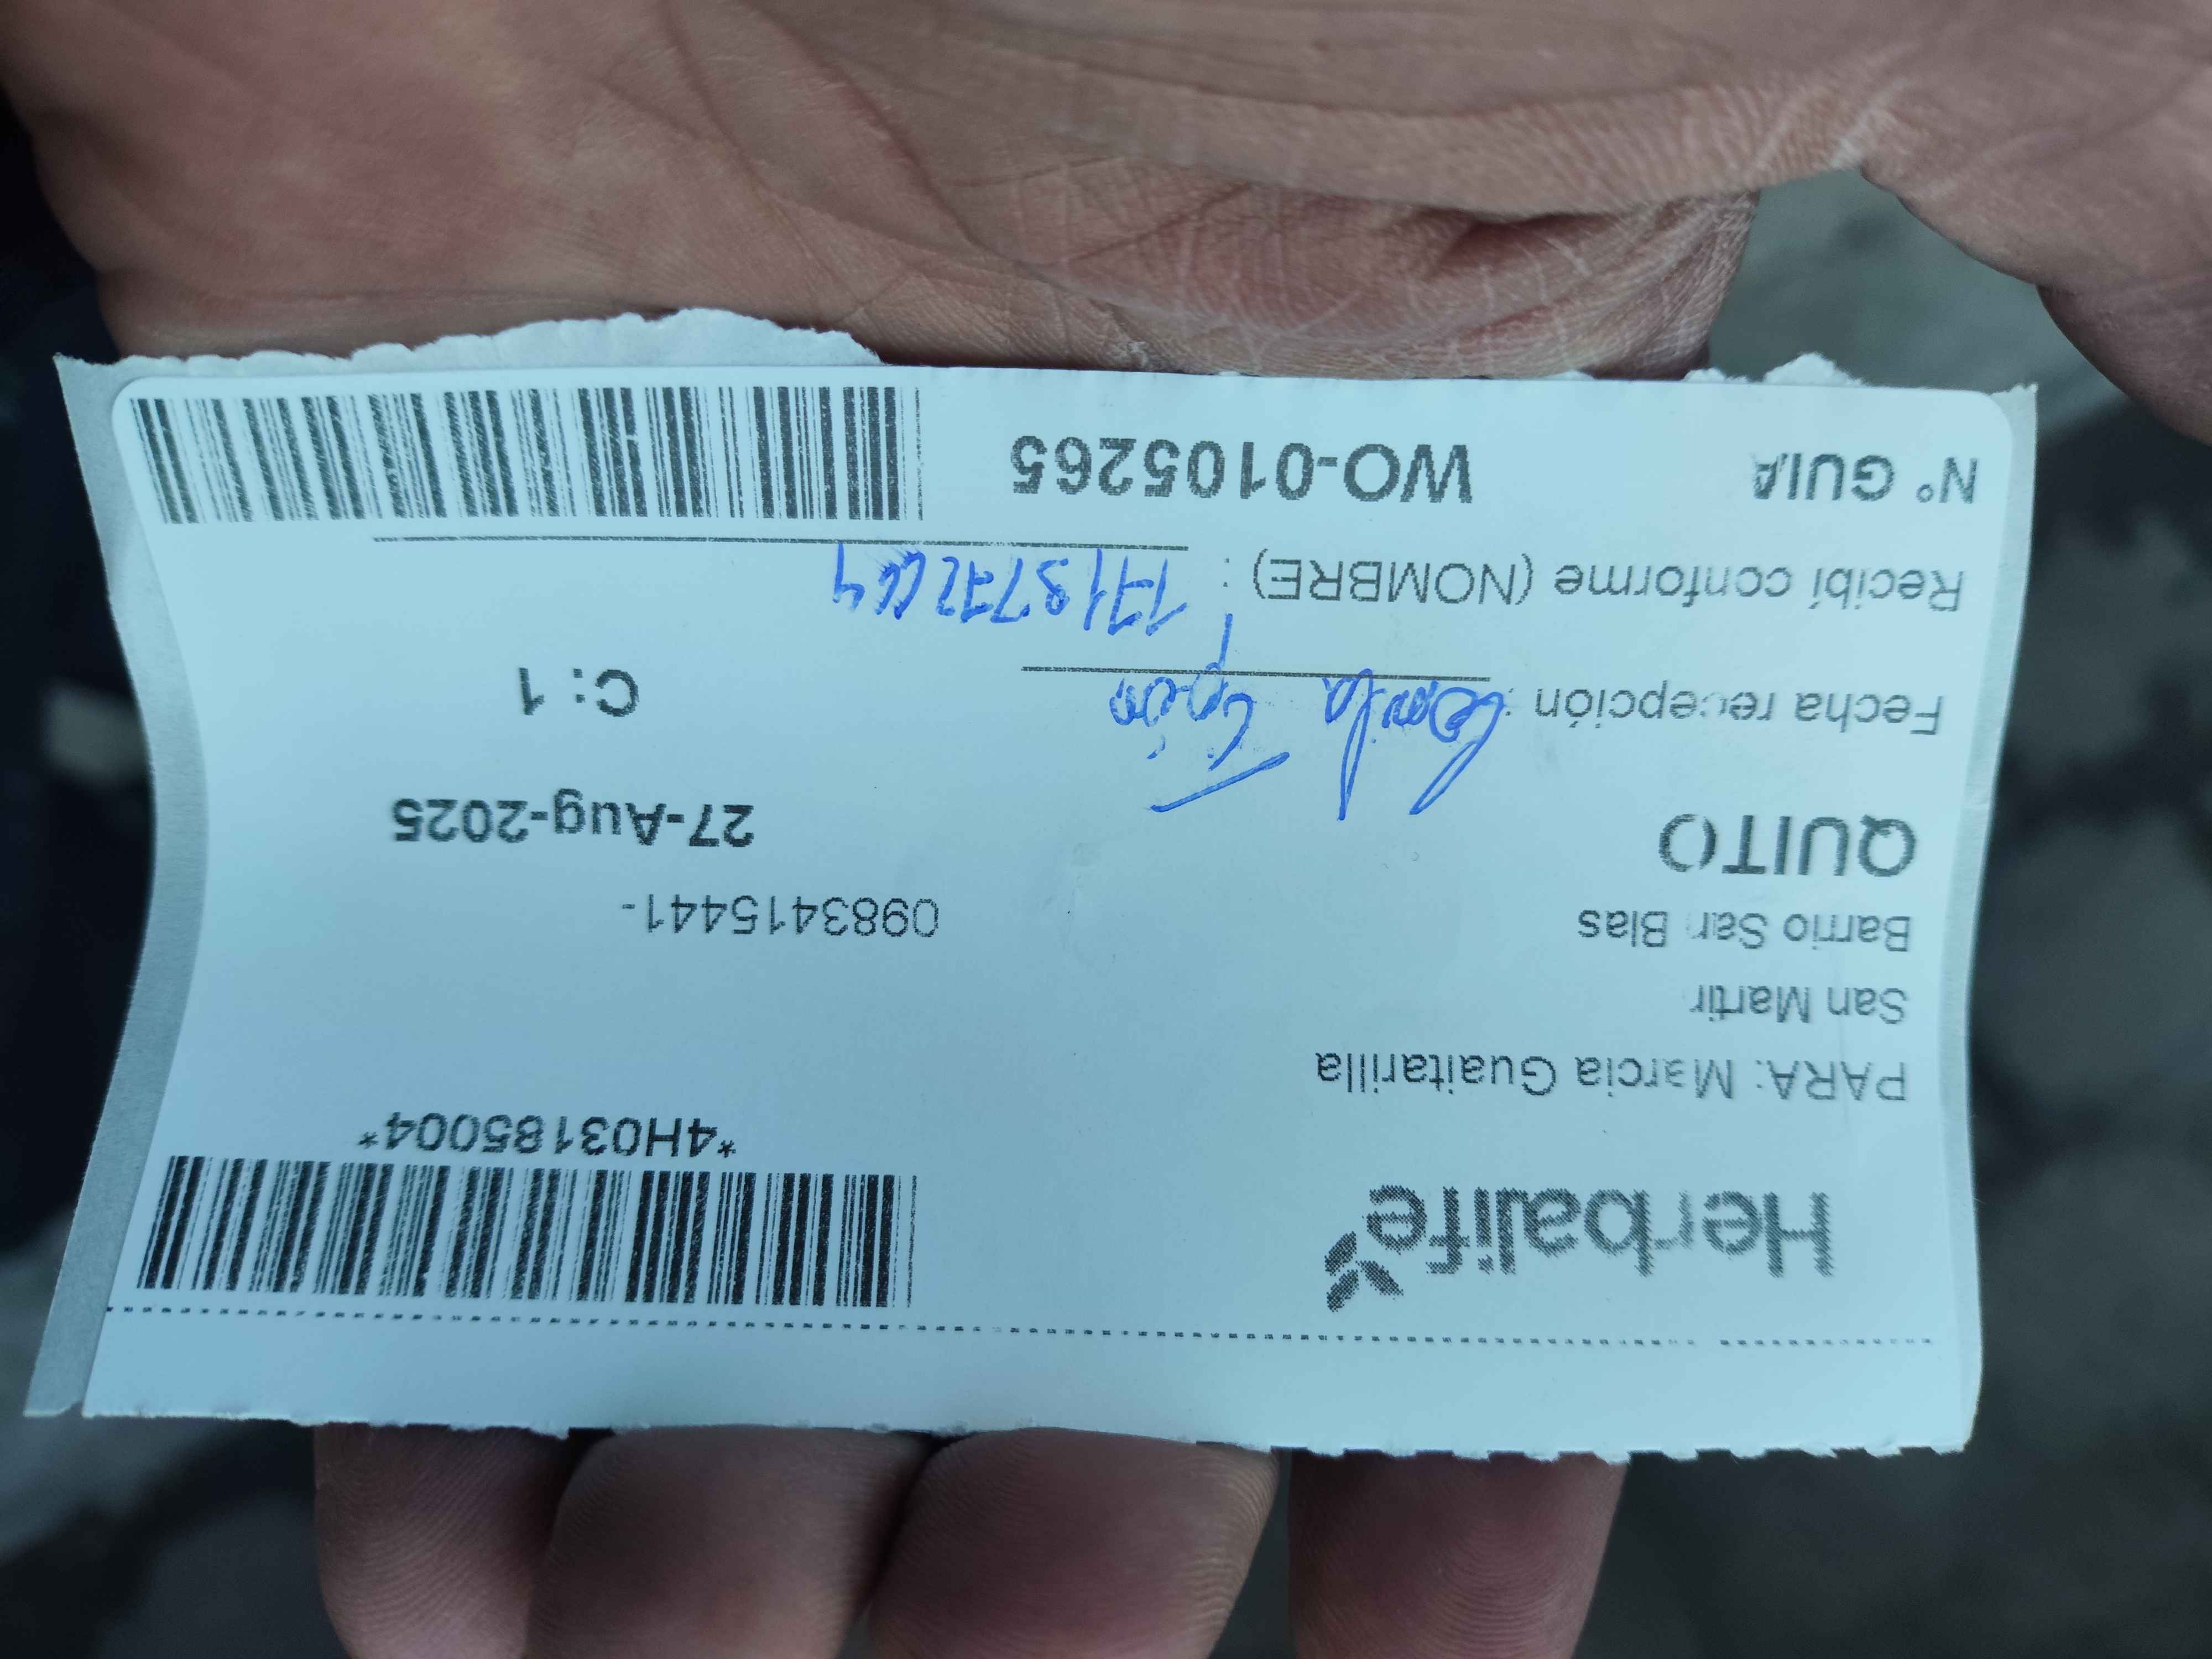 Herbalife
*4H03185004*
PARA: Marcia Guaitarilla
San Martir
Barrio San Blas
0983415441-
QUITO
27-Aug-2025
Fecha recepción :
C: 1
Recibí conforme (NOMBRE) :
N° GUIA WO-0105265